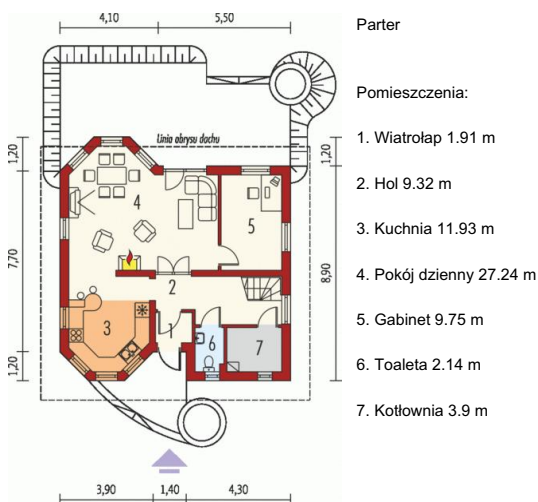 4,10
5,50
Parter
Pomieszczenia:
1. Wiatrołap 1.91 m
2. Hol 9.32 m
3. Kuchnia 11.93 m
4. Pokój dzienny 27.24 m
5. Gabinet 9.75 m
6. Toaleta 2.14 m
7. Kotłownia 3.9 m
Linia obrysu dachu
1,20
7,70
1,20
1,20
8,90
4
5
2
3
1
6
7
3,90
1,40
4,30